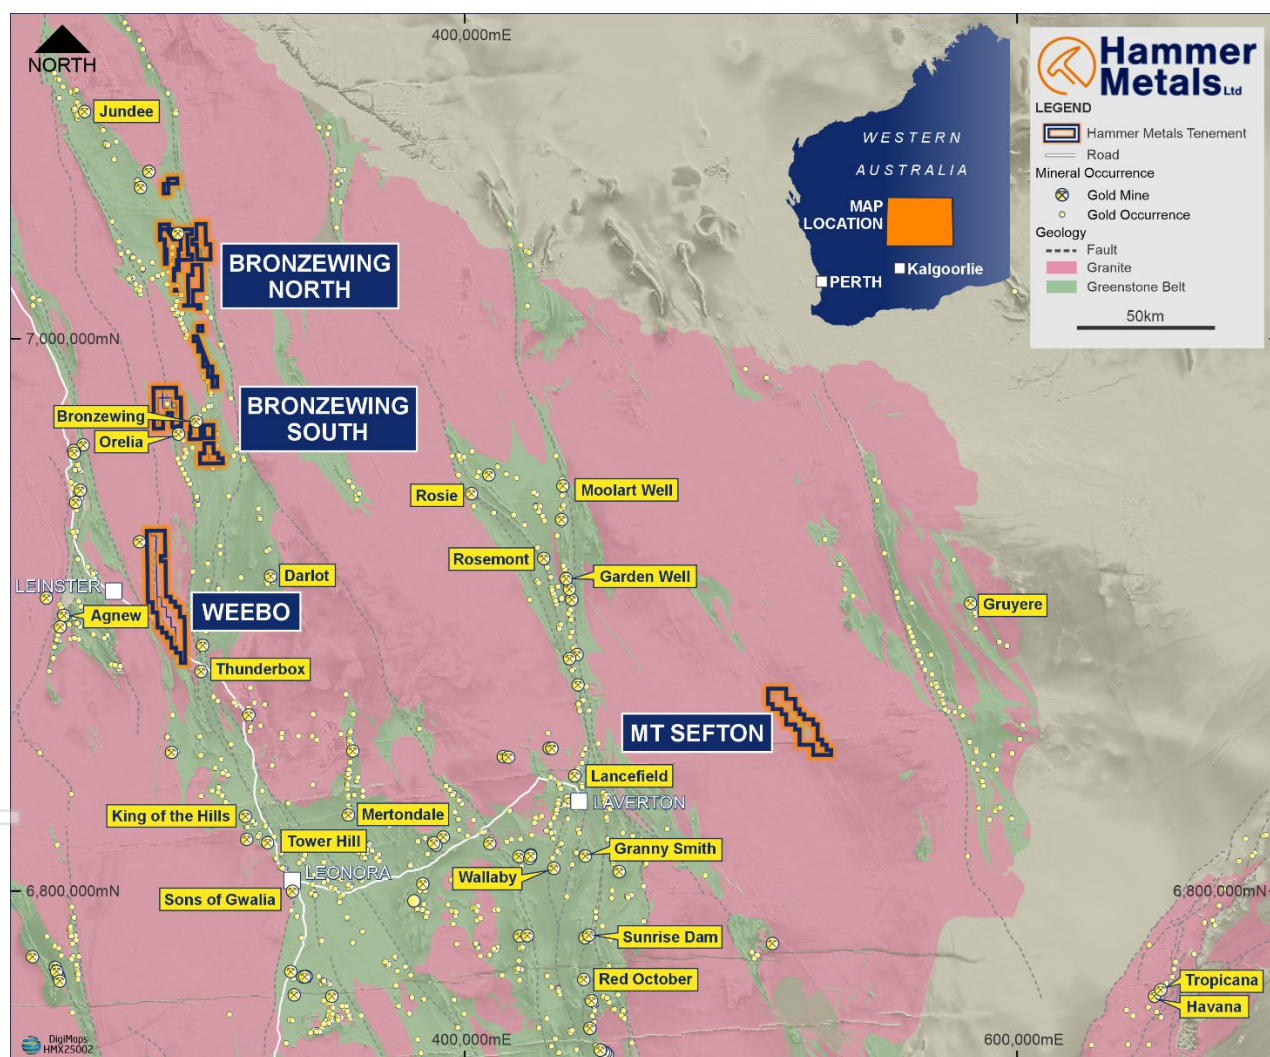 400,000mE
NORTH
Hammer
Metals Ltd
LEGEND
Hammer Metals Tenement
Road
Mineral Occurrence
Gold Mine
Gold Occurrence
Geology
Fault
Granite
Greenstone Belt
50km
WESTERN
AUSTRALIA
MAP
LOCATION
Kalgoorlie
PERTH
Jundee
BRONZEWING
NORTH
7,000,000mN
BRONZEWING
SOUTH
Bronzewing
Orelia
Rosie
Moolart Well
Rosemont
Garden Well
Darlot
LEINSTER
WEEBO
Agnew
Gruyere
Thunderbox
MT SEFTON
Lancefield
LAVERTON
King of the Hills
Mertondale
Tower Hill
Granny Smith
LEONORA
Wallaby
6,800,000mN
6,800,000mN
Sons of Gwalia
Sunrise Dam
Red October
Tropicana
Havana
DigiMaps
HMX25002
400,000mE
600,000mE